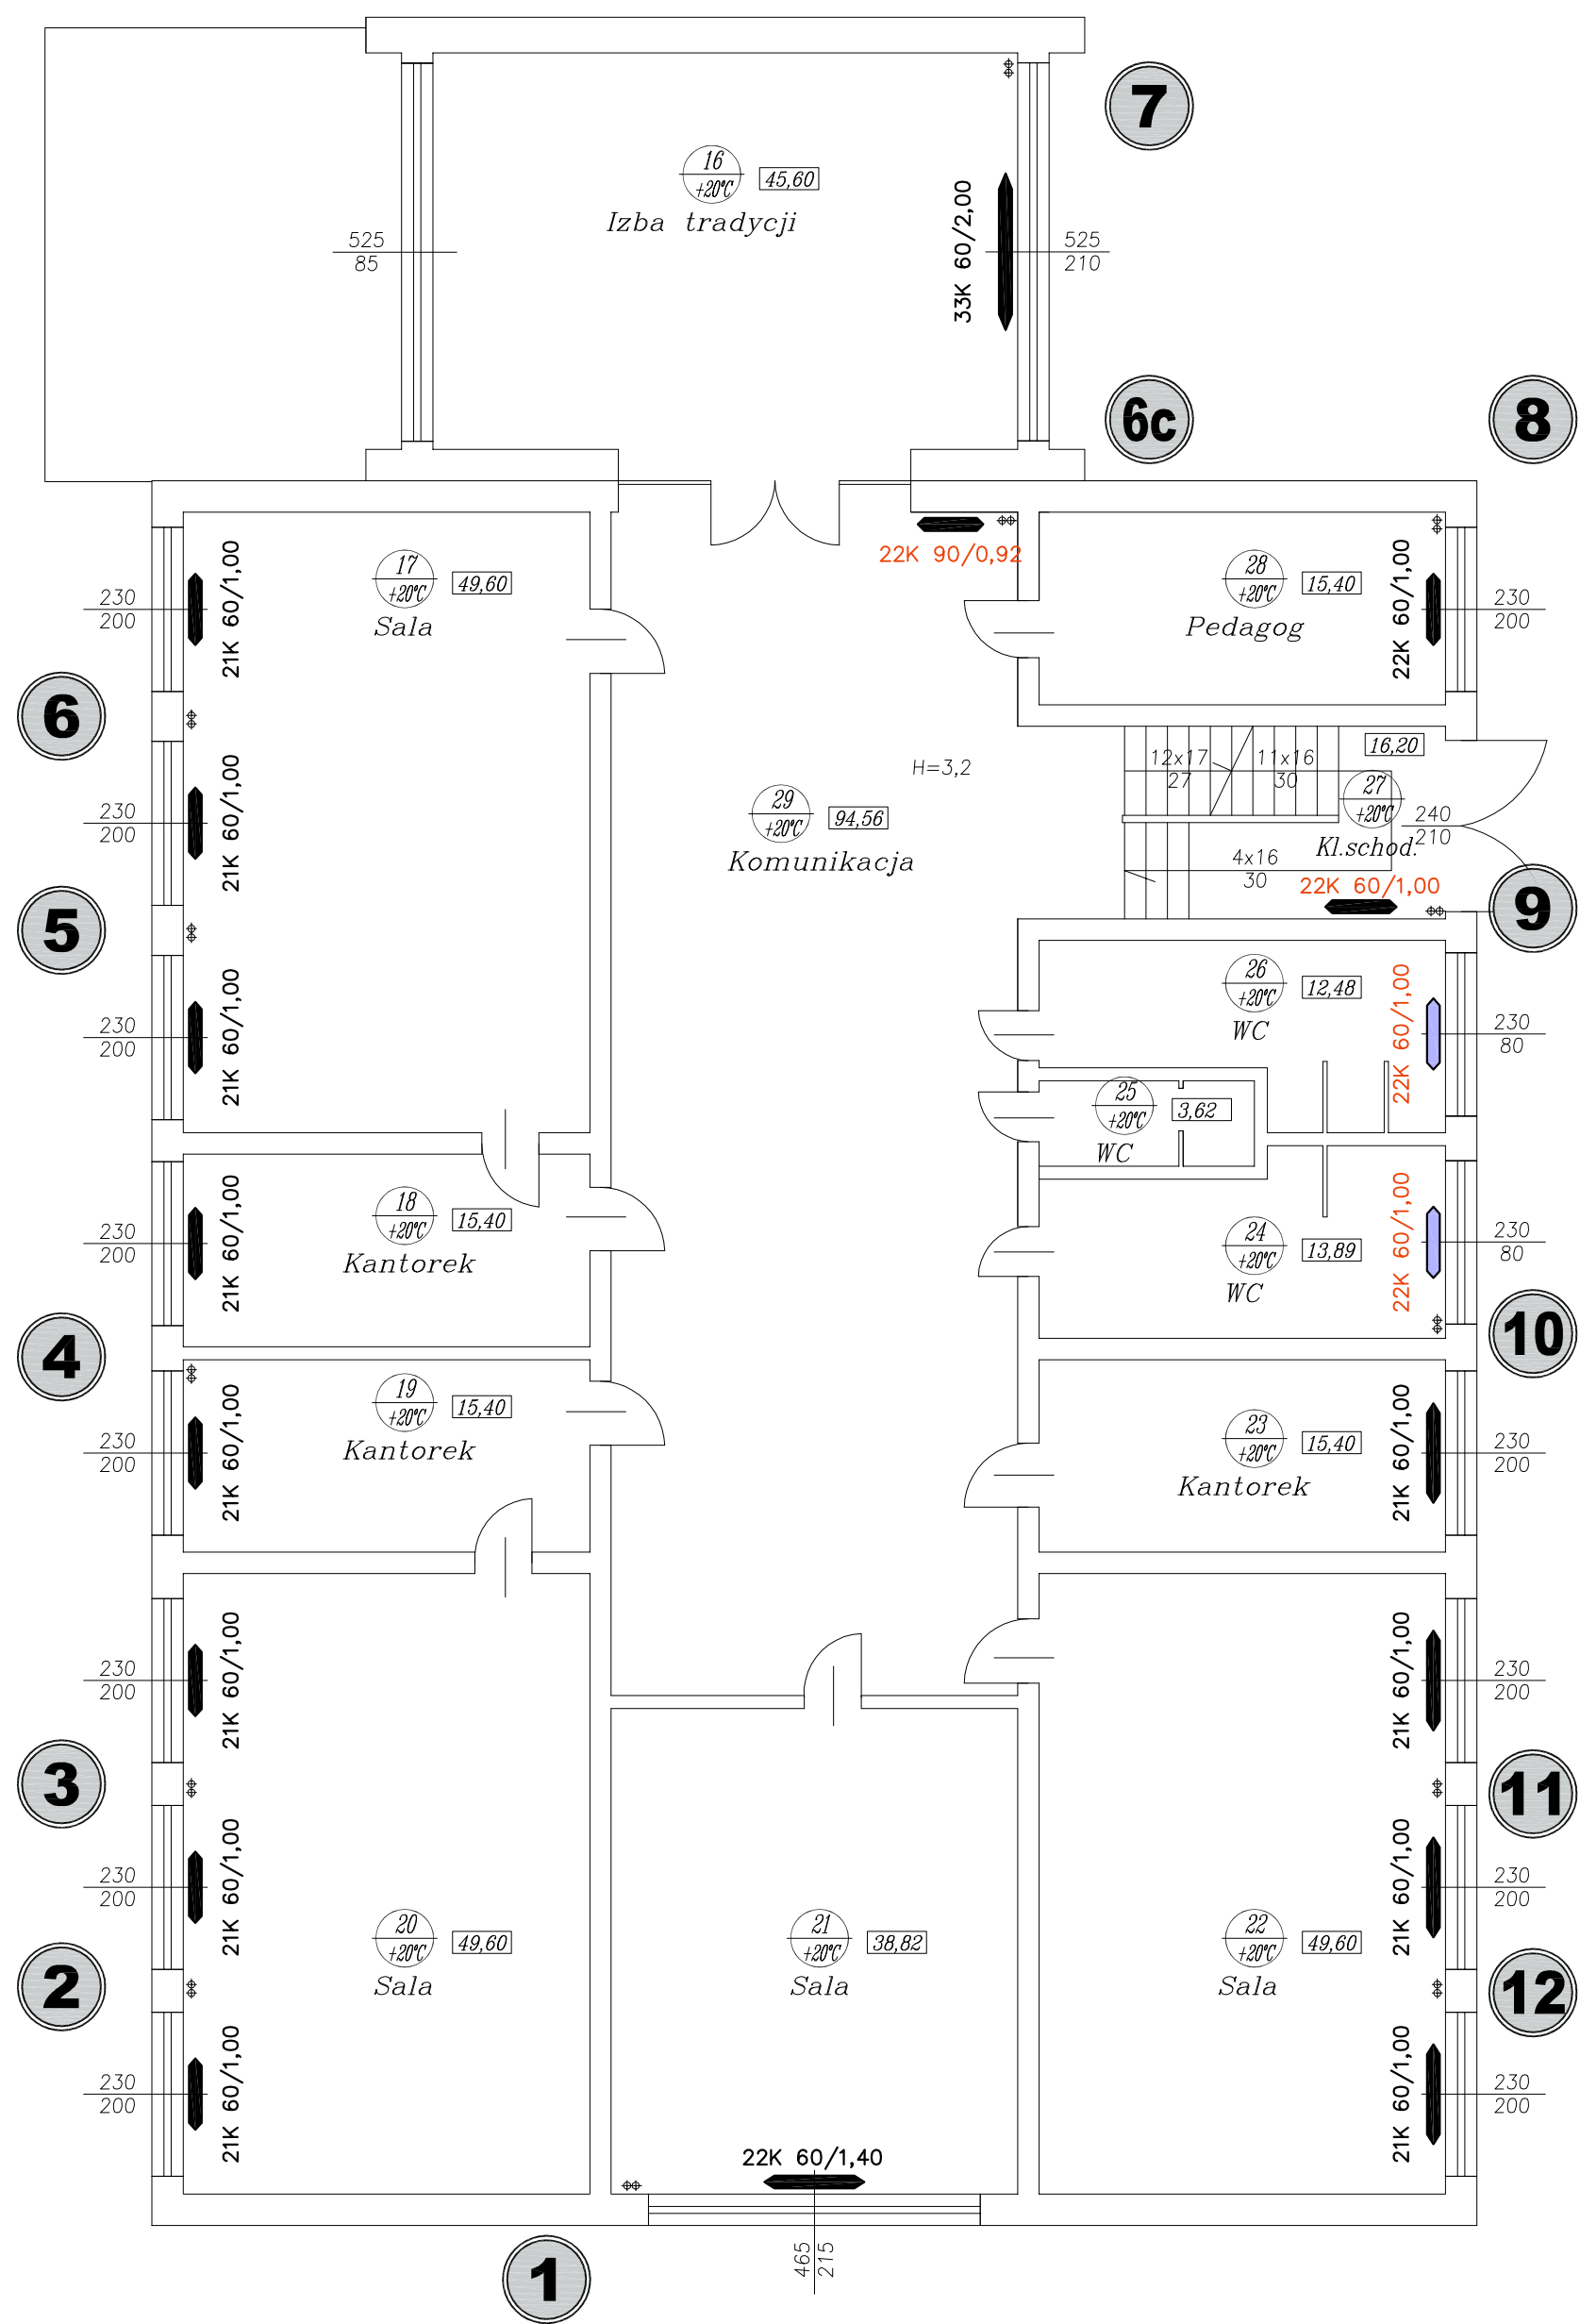 7
16
+20°C
45,60
Izba tradycji
33K 60/2,00
525
85
525
210
6c
8
22K 90/0,92
17
+20°C
49,60
Sala
28
+20°C
15,40
Pedagog
21K 60/1,00
230
200
22K 60/1,00
230
200
6
21K 60/1,00
230
200
H=3,2
29
+20°C
94,56
Komunikacja
12x17
27
11x16
30
16,20
27
+20°C
Kl.schod.
240
210
4x16
30
22K 60/1,00
5
9
21K 60/1,00
230
200
26
+20°C
12,48
WC
22K 60/1,00
230
80
25
+20°C
3,62
WC
18
+20°C
15,40
Kantorek
21K 60/1,00
230
200
24
+20°C
13,89
WC
22K 60/1,00
230
80
4
10
19
+20°C
15,40
Kantorek
21K 60/1,00
230
200
23
+20°C
15,40
Kantorek
21K 60/1,00
230
200
21K 60/1,00
230
200
21K 60/1,00
230
200
3
11
21K 60/1,00
230
200
21K 60/1,00
230
200
20
+20°C
49,60
Sala
21
+20°C
38,82
Sala
22
+20°C
49,60
Sala
2
12
21K 60/1,00
230
200
21K 60/1,00
230
200
22K 60/1,40
465
215
1